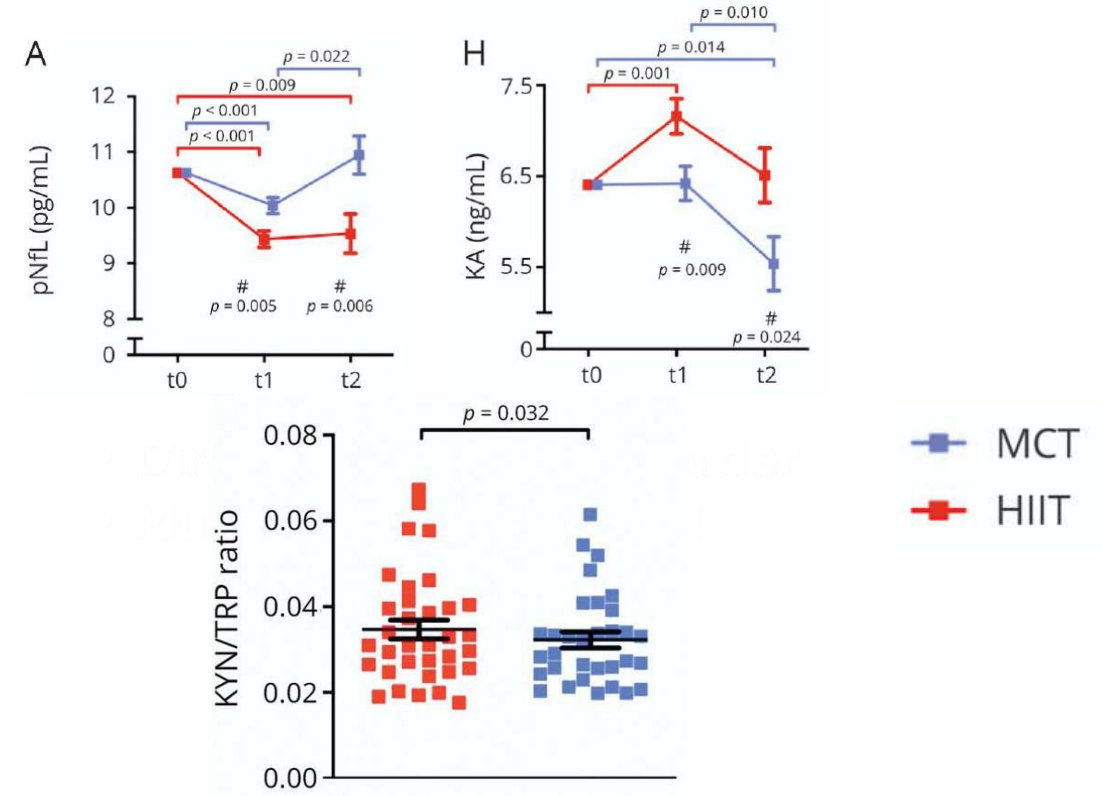 A
p = 0.022
p = 0.009
p < 0.001
p < 0.001
12
11
10
9
8
0
pNfL (pg/mL)
#
p = 0.005
#
p = 0.006
t0
t1
t2
H
p = 0.010
p = 0.014
p = 0.001
7.5
6.5
5.5
0
KA (ng/mL)
#
p = 0.009
#
p = 0.024
t0
t1
t2
p = 0.032
0.08
0.06
0.04
0.02
0.00
KYN/TRP ratio
MCT
HIIT